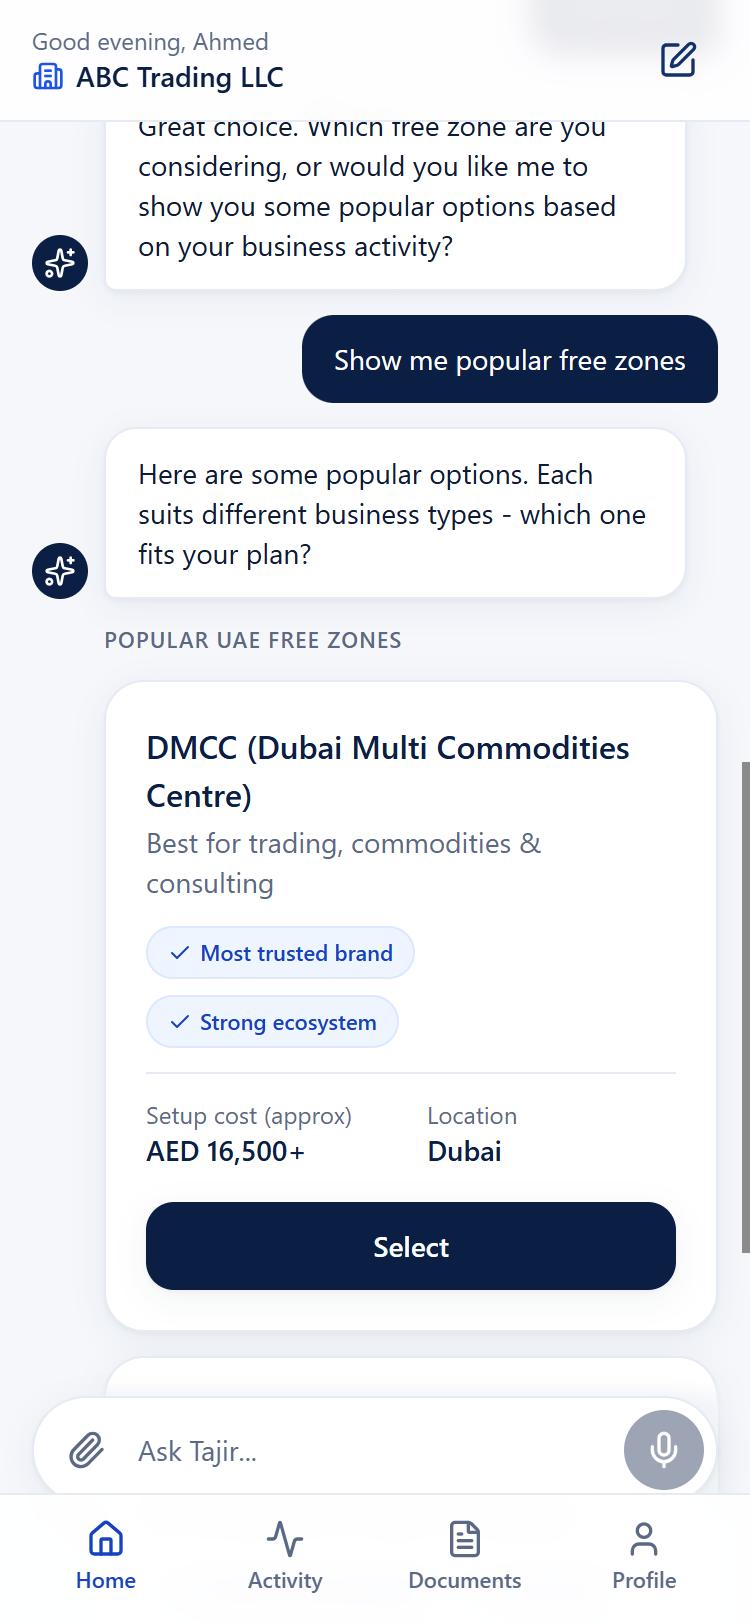 Good evening, Ahmed
ABC Trading LLC
Great choice. Which free zone are you
considering, or would you like me to
show you some popular options based
on your business activity?
Show me popular free zones
Here are some popular options. Each
suits different business types - which one
fits your plan?
POPULAR UAE FREE ZONES
DMCC (Dubai Multi Commodities
Centre)
Best for trading, commodities &
consulting
Most trusted brand
Strong ecosystem
Setup cost (approx)
AED 16,500+
Location
Dubai
Select
Ask Tajir...
Home
Activity
Documents
Profile